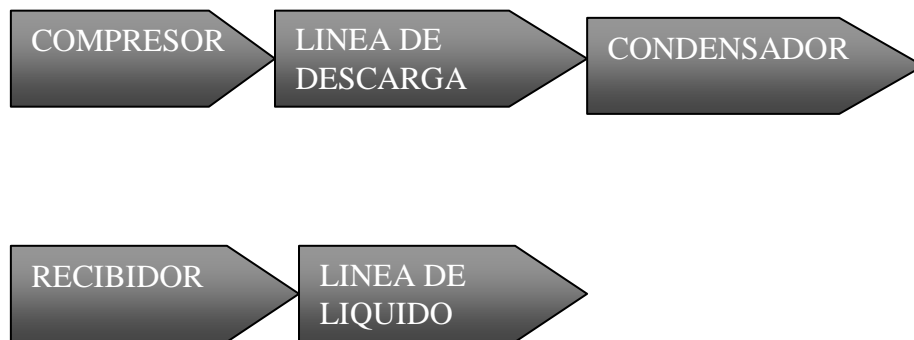 COMPRESOR
LINEA DE
DESCARGA
CONDENSADOR
RECIBIDOR
LINEA DE
LIQUIDO